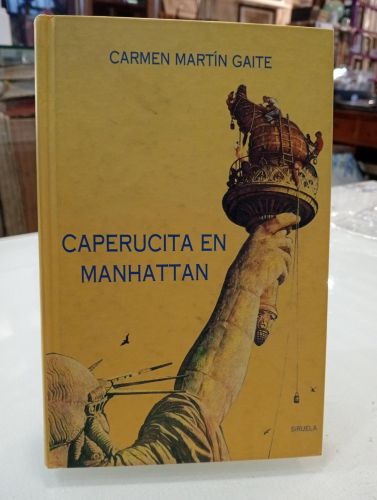 CARMEN MARTÍN GAITE
CAPERUCITA EN
MANHATTAN
SIRUELA